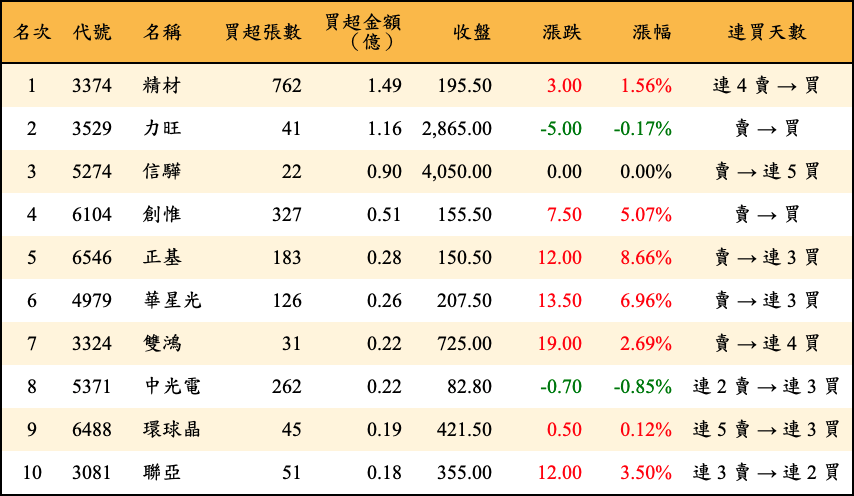 名次 代號 名稱 買超張數 買超金額（億） 收盤 漲跌 漲幅 連買天數
1 3374 精材 762 1.49 195.50 3.00 1.56% 連 4 賣 → 買
2 3529 力旺 41 1.16 2,865.00 -5.00 -0.17% 賣 → 買
3 5274 信驊 22 0.90 4,050.00 0.00 0.00% 賣 → 連 5 買
4 6104 創惟 327 0.51 155.50 7.50 5.07% 賣 → 買
5 6546 正基 183 0.28 150.50 12.00 8.66% 賣 → 連 3 買
6 4979 華星光 126 0.26 207.50 13.50 6.96% 賣 → 連 3 買
7 3324 雙鴻 31 0.22 725.00 19.00 2.69% 賣 → 連 4 買
8 5371 中光電 262 0.22 82.80 -0.70 -0.85% 連 2 賣 → 連 3 買
9 6488 環球晶 45 0.19 421.50 0.50 0.12% 連 5 賣 → 連 3 買
10 3081 聯亞 51 0.18 355.00 12.00 3.50% 連 3 賣 → 連 2 買